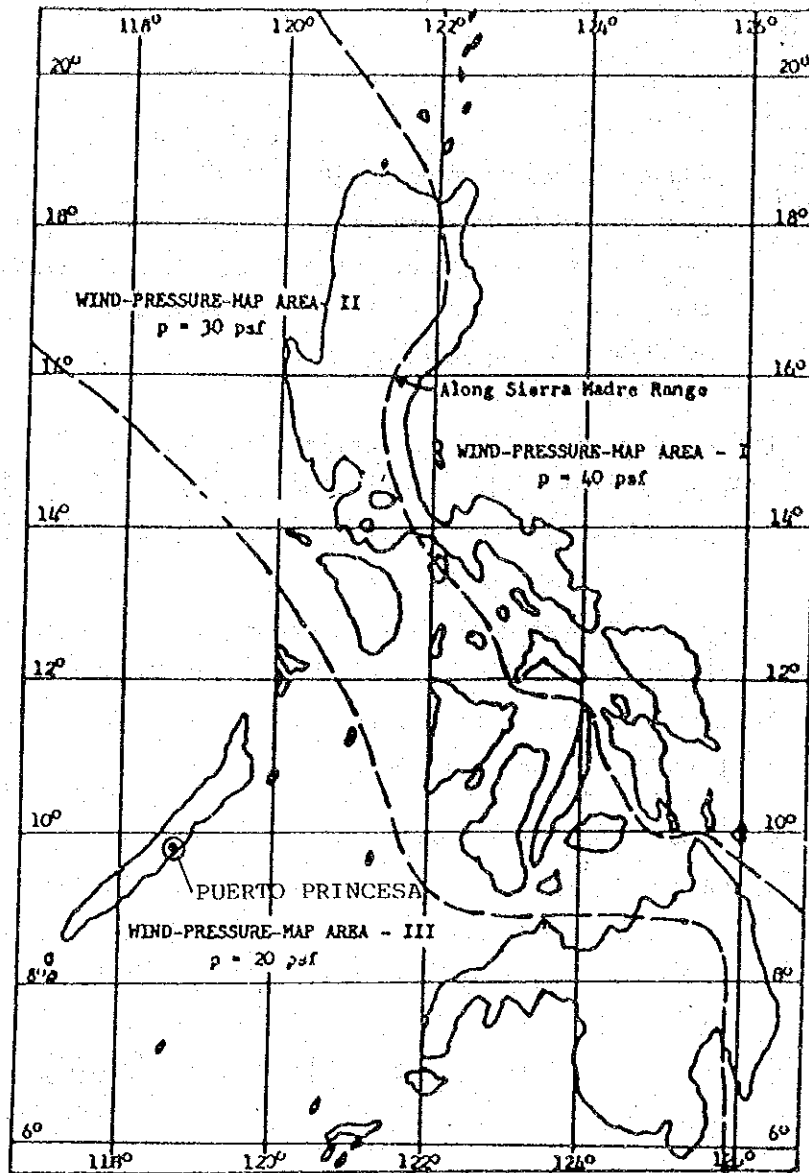 118° 120° 122° 124° 126°
20° 20°
18° 18°
WIND-PRESSURE-MAP AREA - II
p = 30 psf
16° 16°
Along Sierra Madre Range
WIND-PRESSURE-MAP AREA - I
p = 40 psf
14° 14°
12° 12°
10° 10°
PUERTO PRINCESA
WIND-PRESSURE-MAP AREA - III
p = 20 psf
8° 8°
6° 6°
118° 120° 122° 124° 126°